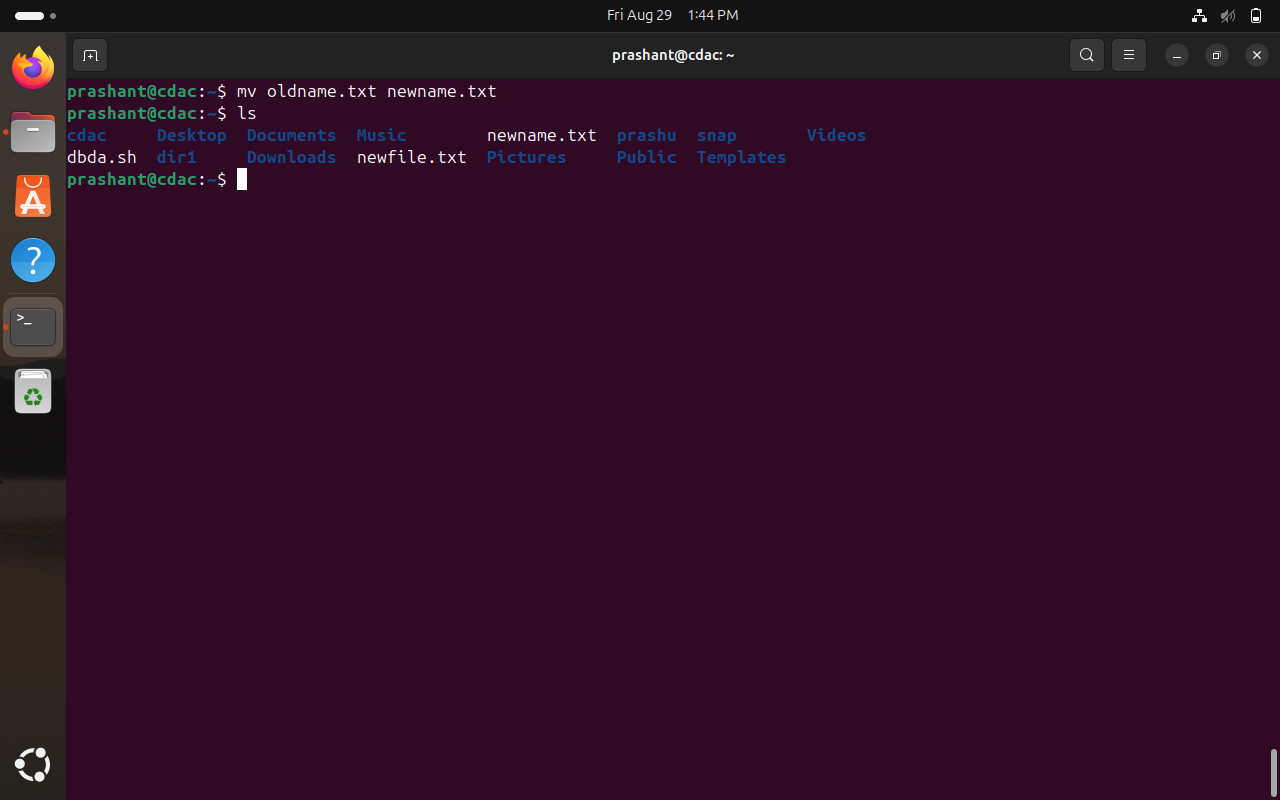 Fri Aug 29 1:44 PM
prashant@cdac: ~
prashant@cdac:~$ mv oldname.txt newname.txt
prashant@cdac:~$ ls
cdac Desktop Documents Music newname.txt prashu snap Videos
dbda.sh dir1 Downloads newfile.txt Pictures Public Templates
prashant@cdac:~$